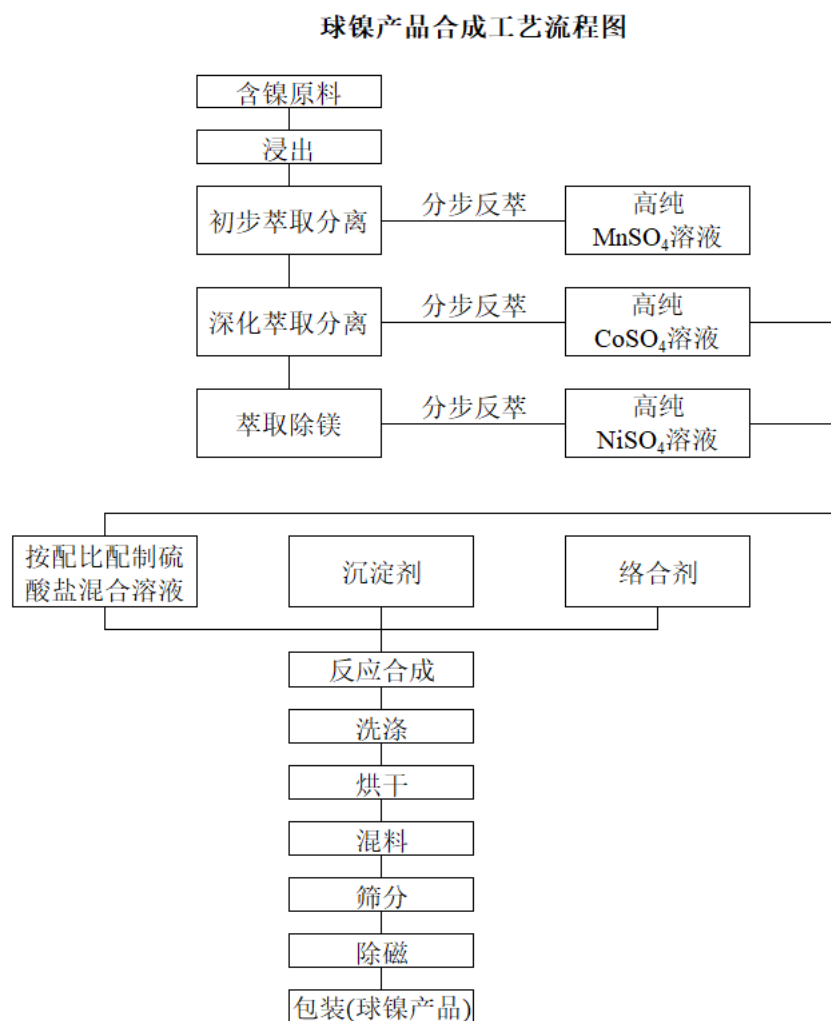 球镍产品合成工艺流程图
含镍原料
浸出
初步萃取分离
分步反萃
高纯
MnSO₄溶液
深化萃取分离
分步反萃
高纯
CoSO₄溶液
萃取除镁
分步反萃
高纯
NiSO₄溶液
按配比配制硫
酸盐混合溶液
沉淀剂
络合剂
反应合成
洗涤
烘干
混料
筛分
除磁
包装(球镍产品)